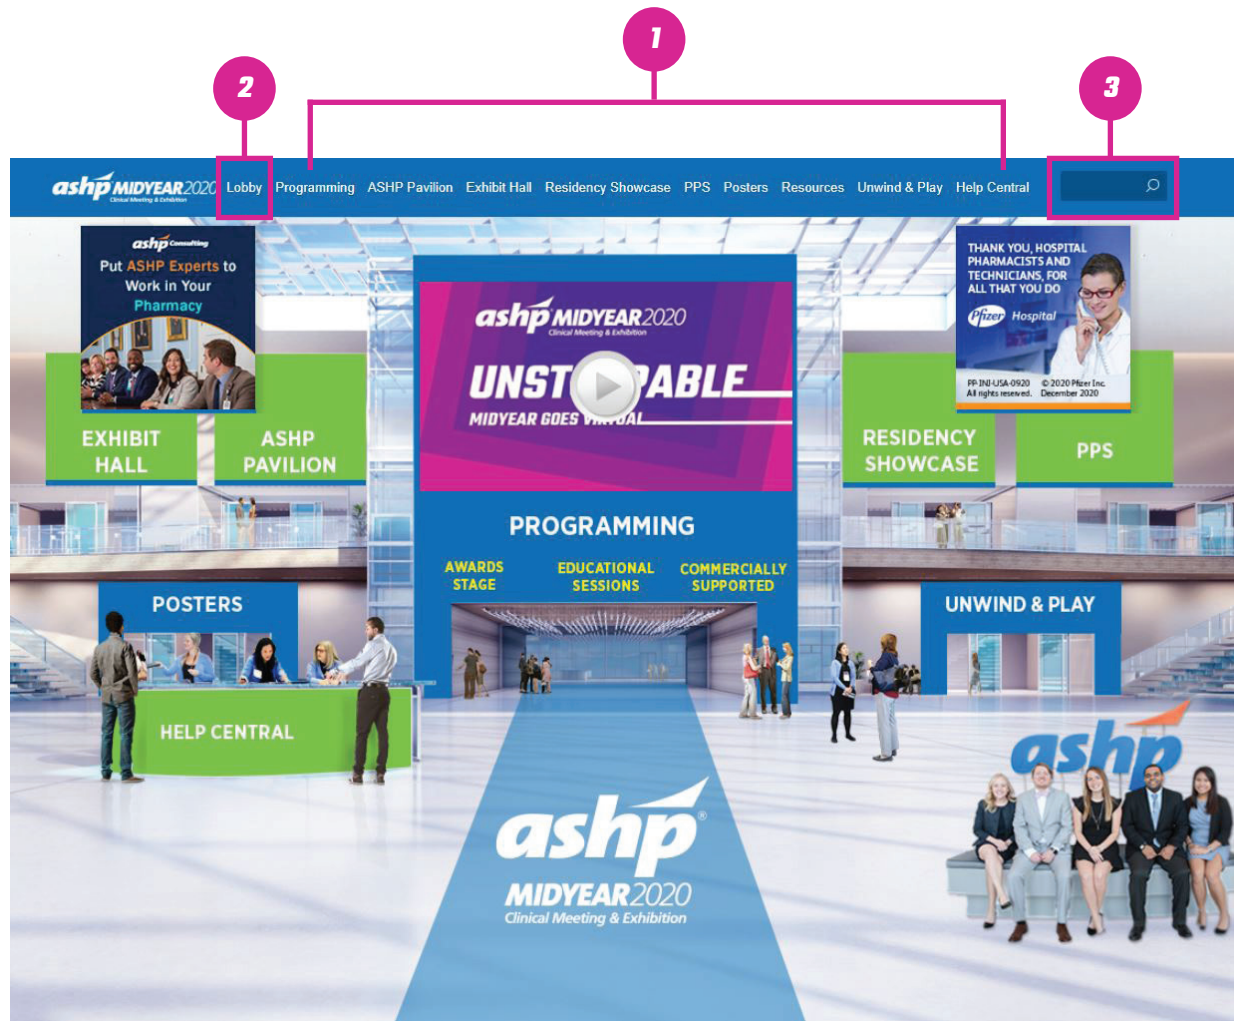 1
2
3
ashp MIDYEAR2020
Clinical Meeting & Exhibition
Lobby Programming ASHP Pavilion Exhibit Hall Residency Showcase PPS Posters Resources Unwind & Play Help Central
ashp Consulting
Put ASHP Experts to
Work in Your
Pharmacy
THANK YOU, HOSPITAL
PHARMACISTS AND
TECHNICIANS, FOR
ALL THAT YOU DO
Pfizer Hospital
PP-INJ-USA-0920 © 2020 Pfizer Inc.
All rights reserved. December 2020
ashp MIDYEAR2020
Clinical Meeting & Exhibition
MIDYEAR GOES
EXHIBIT
HALL
ASHP
PAVILION
RESIDENCY
SHOWCASE
PPS
PROGRAMMING
AWARDS
STAGE
EDUCATIONAL
SESSIONS
COMMERCIALLY
SUPPORTED
POSTERS
UNWIND & PLAY
HELP CENTRAL
ashp
ashp®
MIDYEAR2020
Clinical Meeting & Exhibition